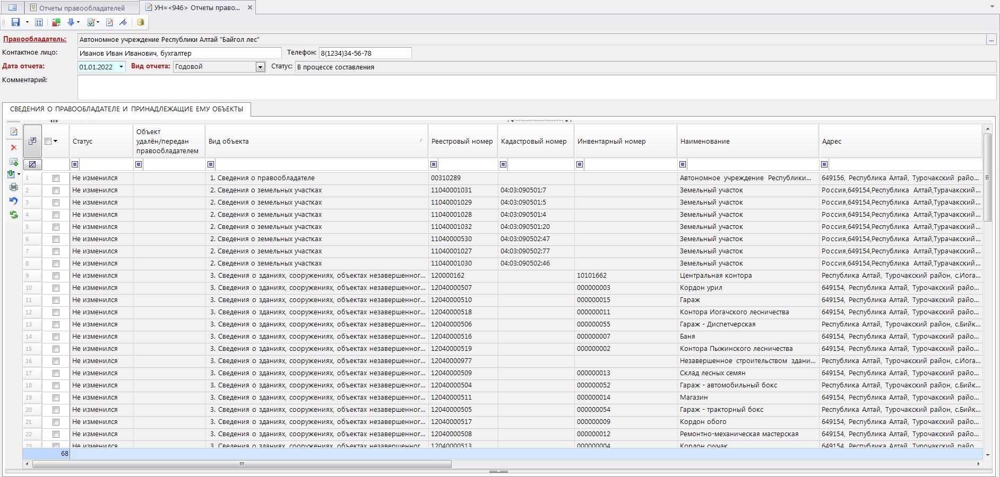 Отчеты правообладателей
УН=<946> Отчеты право...
Правообладатель: Автономное учреждение Республики Алтай "Байгол лес" ...
Контактное лицо: Иванов Иван Иванович, бухгалтер Телефон: 8(1234)34-56-78
Дата отчета: 01.01.2022 Вид отчета: Годовой Статус: В процессе составления
Комментарий:
СВЕДЕНИЯ О ПРАВООБЛАДАТЕЛЕ И ПРИНАДЛЕЖАЩИЕ ЕМУ ОБЪЕКТЫ
Статус
Объект
удалён/передан
правообладателем
Вид объекта
Реестровый номер
Кадастровый номер
Инвентарный номер
Наименование
Адрес
1 Не изменился 1. Сведения о правообладателе 00310289 Автономное учреждение Республики... 649156, Республика Алтай, Турочакский райо...
2 Не изменился 2. Сведения о земельных участках 11040001031 04:03:090501:7 Земельный участок Россия,649154,Республика Алтай,Турачакский...
3 Не изменился 2. Сведения о земельных участках 11040001029 04:03:090501:5 Земельный участок Россия,649154,Республика Алтай,Турачакский...
4 Не изменился 2. Сведения о земельных участках 11040001028 04:03:090501:4 Земельный участок Россия,649154,Республика Алтай,Турачакский...
5 Не изменился 2. Сведения о земельных участках 11040001032 04:03:090501:20 Земельный участок Россия,649154,Республика Алтай,Турачакский...
6 Не изменился 2. Сведения о земельных участках 11040000530 04:03:090502:47 Земельный участок Россия,649154,Республика Алтай,Турачакский...
7 Не изменился 2. Сведения о земельных участках 11040001027 04:03:090502:77 Земельный участок Россия,649154,Республика Алтай,Турачакский...
8 Не изменился 2. Сведения о земельных участках 11040001030 04:03:090502:46 Земельный участок Россия,649154,Республика Алтай,Турачакский...
9 Не изменился 3. Сведения о зданиях, сооружениях, объектах незавершенног... 120000162 10101662 Центральная контора Республика Алтай, Турочакский район, с.Иога...
10 Не изменился 3. Сведения о зданиях, сооружениях, объектах незавершенног... 12040000507 000000003 Кордон урил 649154, Республика Алтай, Турочакский райо...
11 Не изменился 3. Сведения о зданиях, сооружениях, объектах незавершенног... 12040000510 000000015 Гараж 649154, Республика Алтай, Турочакский райо...
12 Не изменился 3. Сведения о зданиях, сооружениях, объектах незавершенног... 12040000518 000000011 Контора Иогачского лесничества 649154, Республика Алтай, Турочакский райо...
13 Не изменился 3. Сведения о зданиях, сооружениях, объектах незавершенног... 12040000506 000000055 Гараж - Диспетчерская Республика Алтай, Турочакский район, с.Бийк...
14 Не изменился 3. Сведения о зданиях, сооружениях, объектах незавершенног... 12040000516 000000007 Баня 649154, Республика Алтай, Турочакский райо...
15 Не изменился 3. Сведения о зданиях, сооружениях, объектах незавершенног... 12040000519 000000002 Контора Пыжинского лесничества 649154, Республика Алтай, Турочакский райо...
16 Не изменился 3. Сведения о зданиях, сооружениях, объектах незавершенног... 12040000977 Незавершенное строительством здани... Республика Алтай, Турочакский район, с.Иога...
17 Не изменился 3. Сведения о зданиях, сооружениях, объектах незавершенног... 12040000509 000000013 Склад лесных семян 649154, Республика Алтай, Турочакский райо...
18 Не изменился 3. Сведения о зданиях, сооружениях, объектах незавершенног... 12040000504 000000052 Гараж - автомобильный бокс Республика Алтай, Турочакский район, с.Бийк...
19 Не изменился 3. Сведения о зданиях, сооружениях, объектах незавершенног... 12040000511 000000014 Магазин 649154, Республика Алтай, Турочакский райо...
20 Не изменился 3. Сведения о зданиях, сооружениях, объектах незавершенног... 12040000505 000000054 Гараж - тракторный бокс Республика Алтай, Турочакский район, с.Бийк...
21 Не изменился 3. Сведения о зданиях, сооружениях, объектах незавершенног... 12040000517 000000009 Кордон обого 649154, Республика Алтай, Турочакский райо...
22 Не изменился 3. Сведения о зданиях, сооружениях, объектах незавершенног... 12040000508 000000012 Ремонтно-механическая мастерская 649154, Республика Алтай, Турочакский райо...
23 Не изменился 3. Сведения о зданиях, сооружениях, объектах незавершенног... 12040000513 000000004 Кордон суучак 649154, Республика Алтай, Турочакский райо...
68